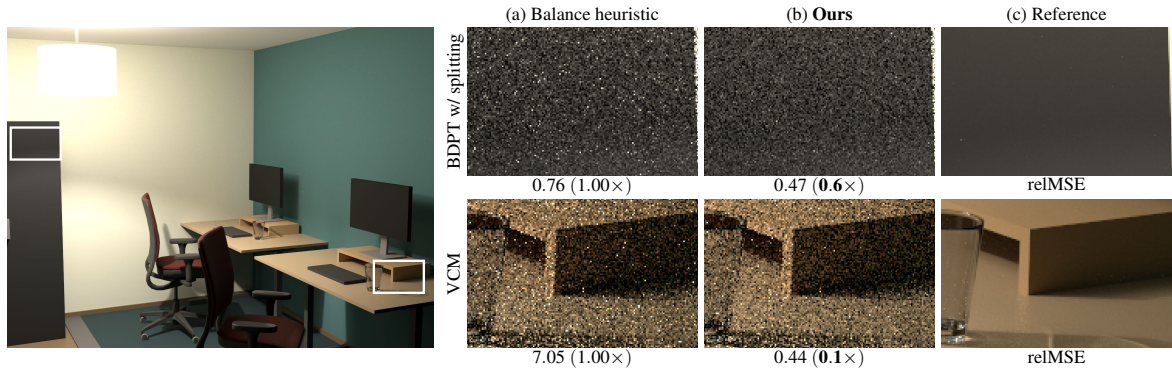 (a) Balance heuristic
(b) Ours
(c) Reference
BDPT w/ splitting
0.76 (1.00×)
0.47 (0.6×)
relMSE
VCM
7.05 (1.00×)
0.44 (0.1×)
relMSE